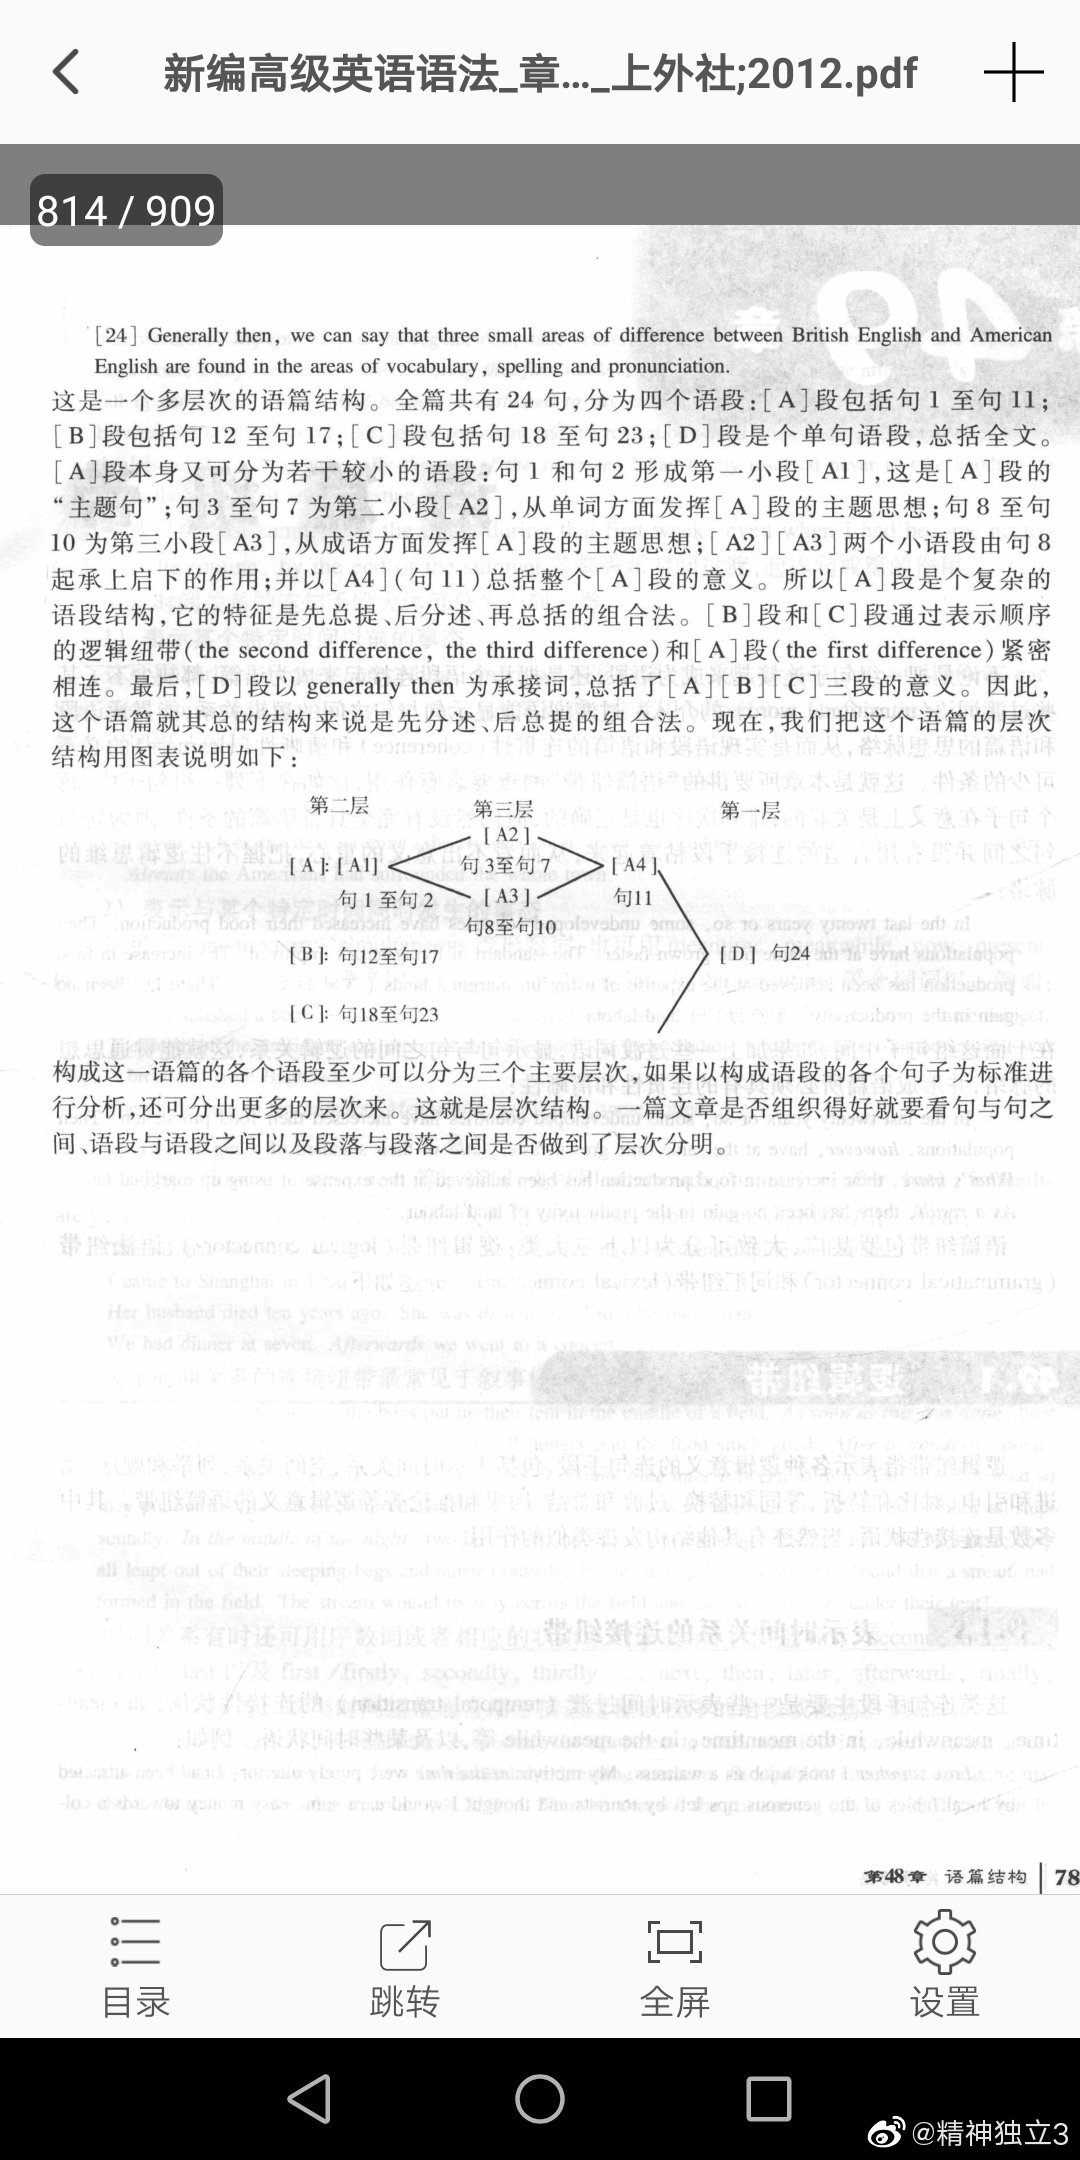 新编高级英语语法_章..._上外社;2012.pdf
814 / 909
[24] Generally then, we can say that three small areas of difference between British English and American
English are found in the areas of vocabulary, spelling and pronunciation.
这是一个多层次的语篇结构。全篇共有 24 句,分为四个语段:[A]段包括句 1 至句 11;
[B]段包括句 12 至句 17;[C]段包括句 18 至句 23;[D]段是个单句语段,总括全文。
[A]段本身又可分为若干较小的语段:句 1 和句 2 形成第一小段[A1],这是[A]段的
“主题句”;句 3 至句 7 为第二小段[A2],从单词方面发挥[A]段的主题思想;句 8 至句
10 为第三小段[A3],从成语方面发挥[A]段的主题思想;[A2][A3]两个小语段由句 8
起承上启下的作用;并以[A4](句 11)总括整个[A]段的意义。所以[A]段是个复杂的
语段结构,它的特征是先总提、后分述、再总括的组合法。[B]段和[C]段通过表示顺序
的逻辑纽带(the second difference, the third difference)和[A]段(the first difference)紧密
相连。最后,[D]段以 generally then 为承接词,总括了[A][B][C]三段的意义。因此,
这个语篇就其总的结构来说是先分述、后总提的组合法。现在,我们把这个语篇的层次
结构用图表说明如下:
第二层 第三层 第一层
[A2]
[A]: [A1] 句3至句7 [A4]
句1至句2 [A3] 句11
句8至句10
[B]: 句12至句17 [D] 句24
[C]: 句18至句23
构成这一语篇的各个语段至少可以分为三个主要层次,如果以构成语段的各个句子为标准进
行分析,还可分出更多的层次来。这就是层次结构。一篇文章是否组织得好就要看句与句之
间、语段与语段之间以及段落与段落之间是否做到了层次分明。
第48章 语篇结构 78
目录 跳转 全屏 设置
@精神独立3